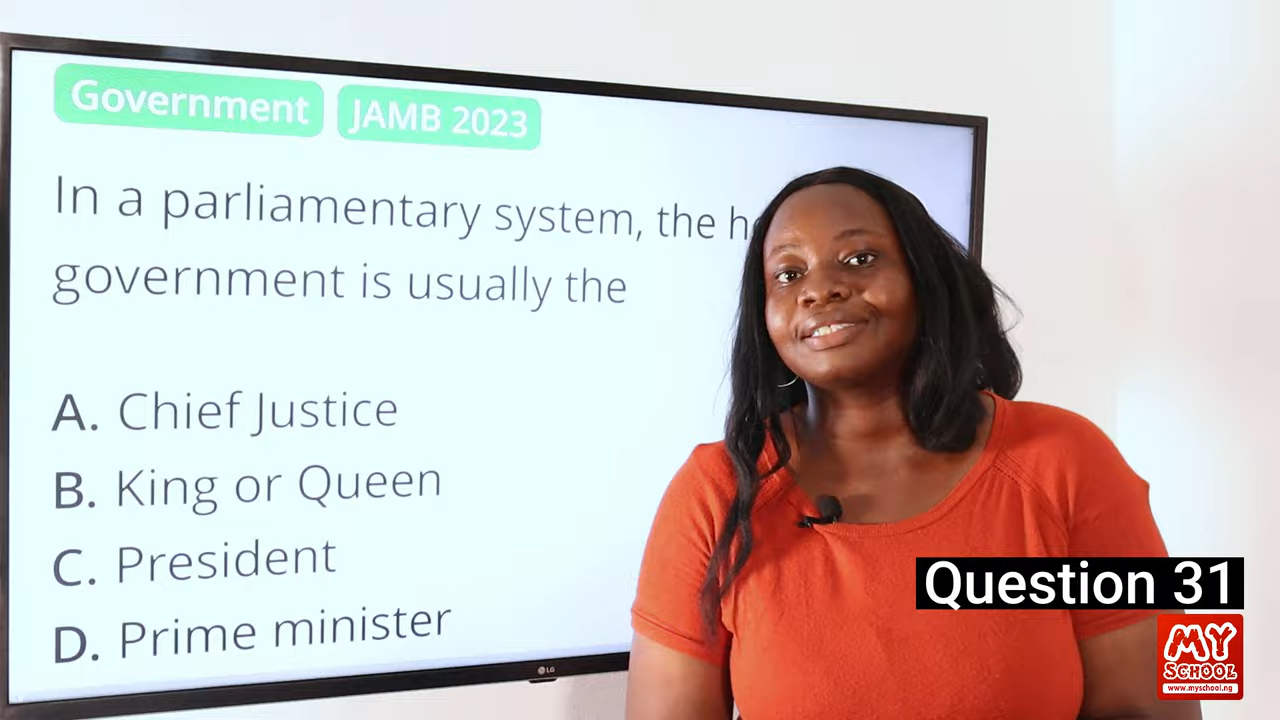 Government JAMB 2023
In a parliamentary system, the
government is usually the
A. Chief Justice
B. King or Queen
C. President
D. Prime minister
LG
Question 31
MY
SCHOOL
www.myschool.ng